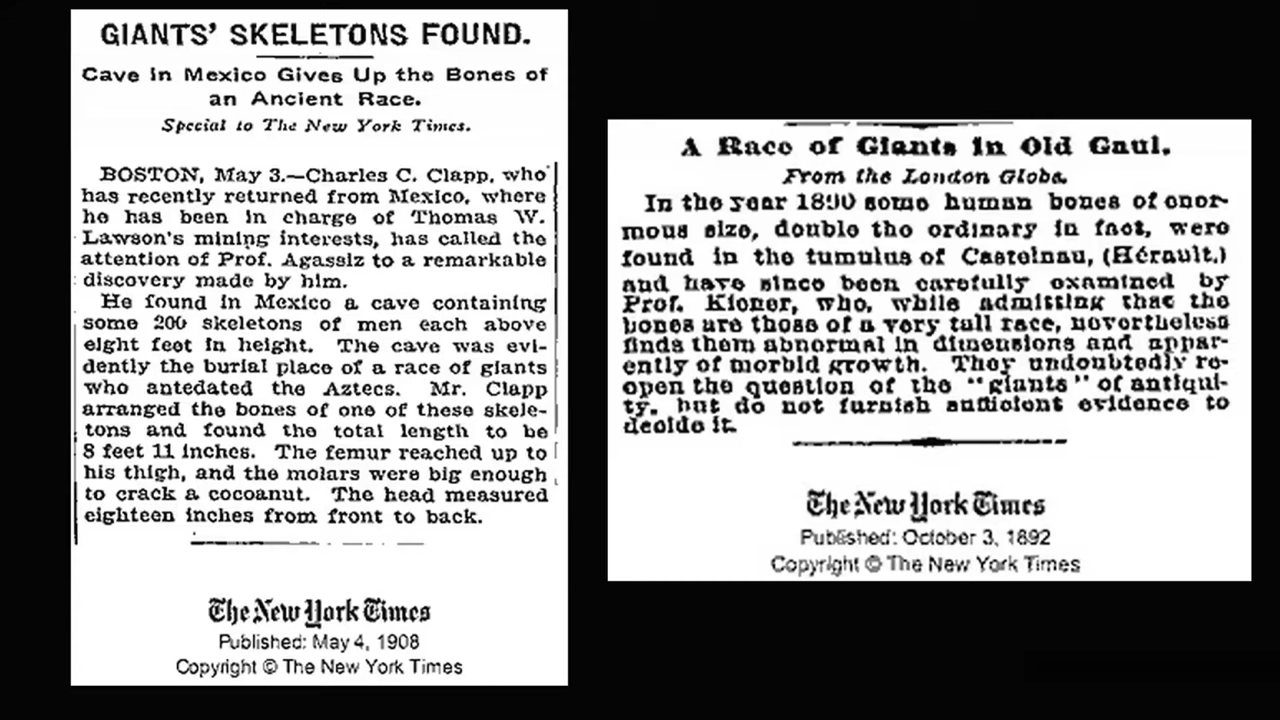 GIANTS' SKELETONS FOUND.
Cave in Mexico Gives Up the Bones of
an Ancient Race.
Special to The New York Times.
BOSTON, May 3.—Charles C. Clapp, who
has recently returned from Mexico, where
he has been in charge of Thomas W.
Lawson's mining interests, has called the
attention of Prof. Agassiz to a remarkable
discovery made by him.
He found in Mexico a cave containing
some 200 skeletons of men each above
eight feet in height. The cave was evi-
dently the burial place of a race of giants
who antedated the Aztecs. Mr. Clapp
arranged the bones of one of these skele-
tons and found the total length to be
8 feet 11 inches. The femur reached up to
his thigh, and the molars were big enough
to crack a cocoanut. The head measured
eighteen inches from front to back.
The New York Times
Published: May 4, 1908
Copyright © The New York Times
A Race of Giants in Old Gaul.
From the London Globe.
In the year 1890 some human bones of enor-
mous size, double the ordinary in fact, were
found in the tumulus of Castelnau, (Hérault,)
and have since been carefully examined by
Prof. Kiener, who, while admitting that the
bones are those of a very tall race, nevertheless
finds them abnormal in dimensions and appar-
ently of morbid growth. They undoubtedly re-
open the question of the "giants" of antiqui-
ty, but do not furnish sufficient evidence to
decide it.
The New York Times
Published: October 3, 1892
Copyright © The New York Times